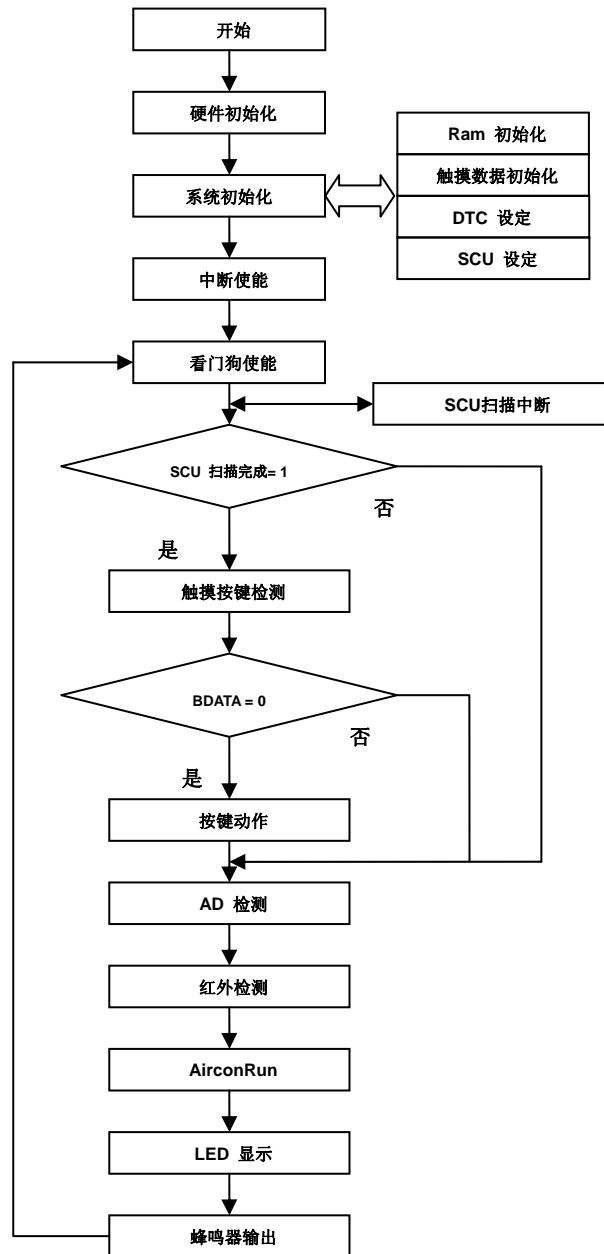 开始
硬件初始化
Ram 初始化
触摸数据初始化
系统初始化
DTC 设定
SCU 设定
中断使能
看门狗使能
SCU扫描中断
SCU 扫描完成= 1
否
是
触摸按键检测
BDATA = 0
否
是
按键动作
AD 检测
红外检测
AirconRun
LED 显示
蜂鸣器输出